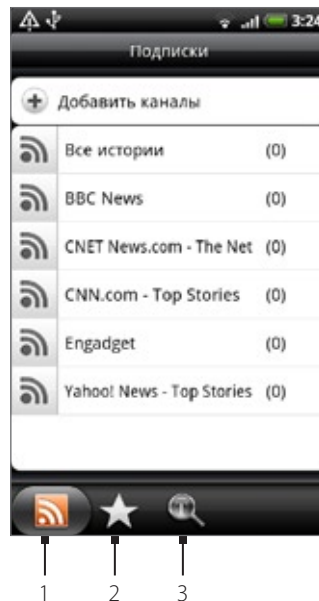 3:24
Подписки
Добавить каналы
Все истории (0)
BBC News (0)
CNET News.com - The Net (0)
CNN.com - Top Stories (0)
Engadget (0)
Yahoo! News - Top Stories (0)
1 2 3